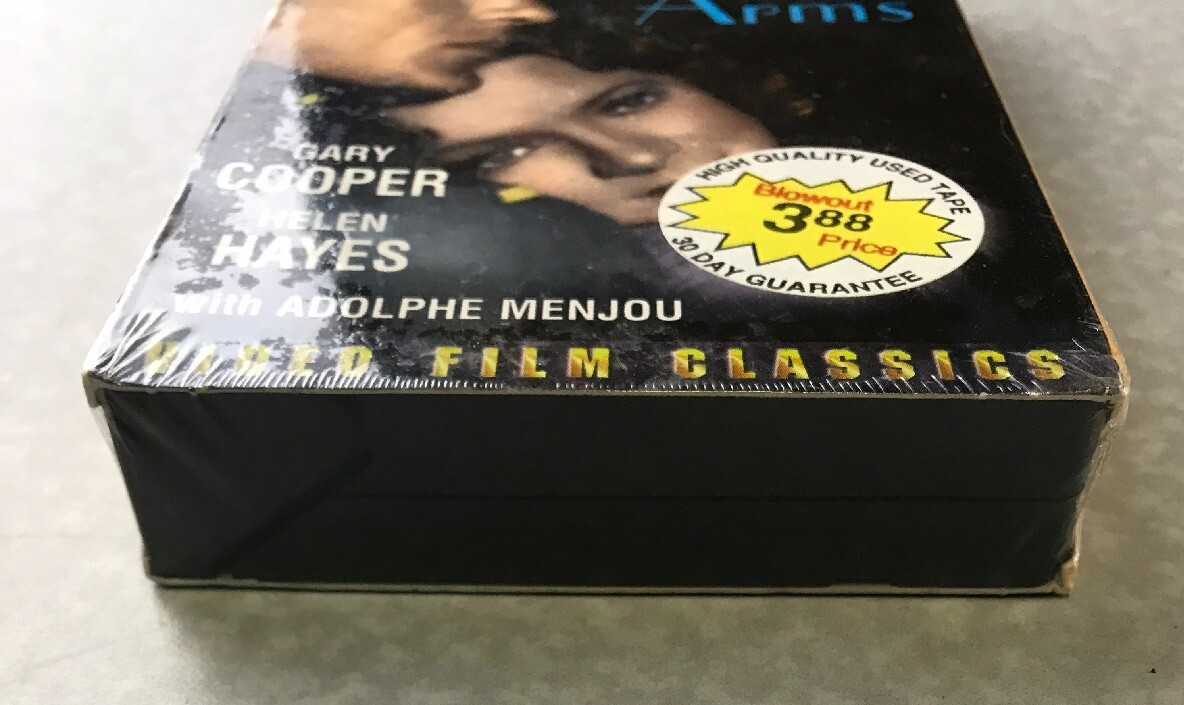 Arms
GARY
COOPER
HELEN
HAYES
with ADOLPHE MENJOU
HIGH QUALITY USED TAPE
Blowout
3 88
Price
30 DAY GUARANTEE
FILM CLASSICS